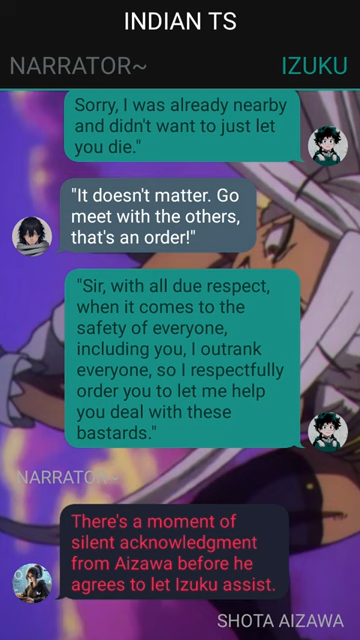 INDIAN TS
NARRATOR~ IZUKU
Sorry, I was already nearby
and didn't want to just let
you die."
"It doesn't matter. Go
meet with the others,
that's an order!"
"Sir, with all due respect,
when it comes to the
safety of everyone,
including you, I outrank
everyone, so I respectfully
order you to let me help
you deal with these
bastards."
NARRATOR~
There's a moment of
silent acknowledgment
from Aizawa before he
agrees to let Izuku assist.
SHOTA AIZAWA